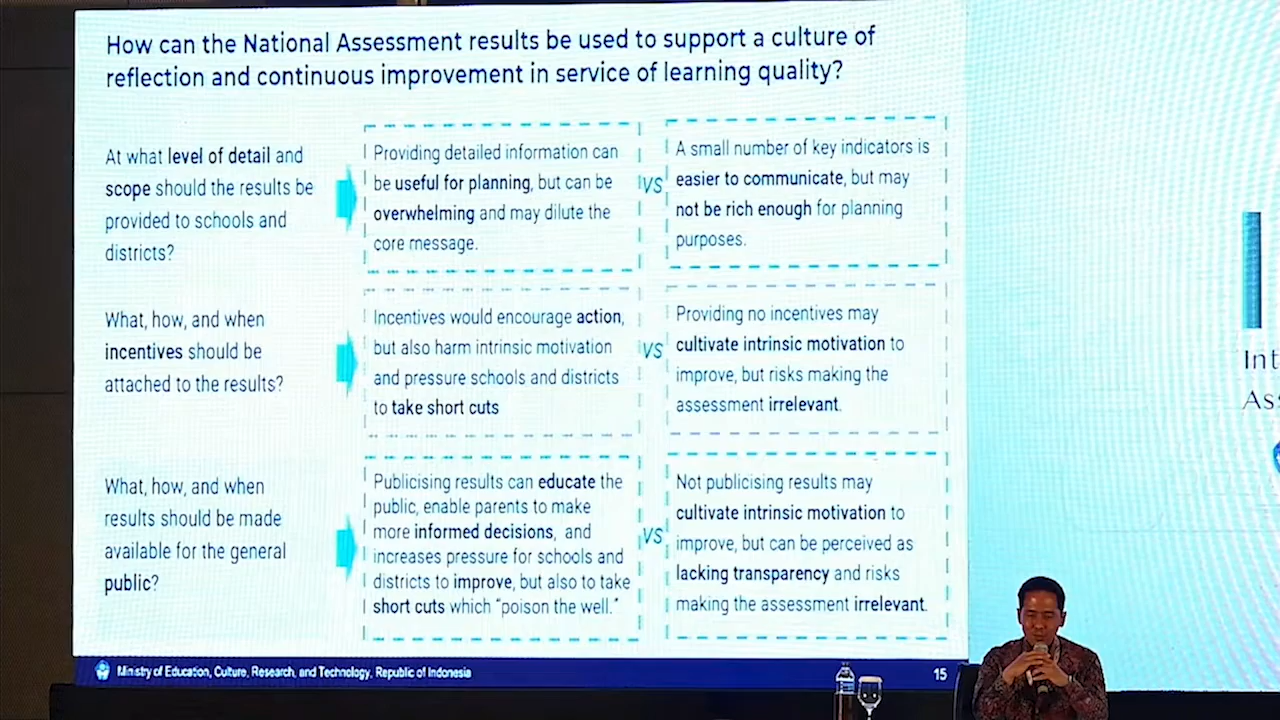 How can the National Assessment results be used to support a culture of
reflection and continuous improvement in service of learning quality?
At what level of detail and
scope should the results be
provided to schools and
districts?
Providing detailed information can
be useful for planning, but can be
overwhelming and may dilute the
core message.
VS
A small number of key indicators is
easier to communicate, but may
not be rich enough for planning
purposes.
What, how, and when
incentives should be
attached to the results?
Incentives would encourage action,
but also harm intrinsic motivation
and pressure schools and districts
to take short cuts
VS
Providing no incentives may
cultivate intrinsic motivation to
improve, but risks making the
assessment irrelevant.
What, how, and when
results should be made
available for the general
public?
Publicising results can educate the
public, enable parents to make
more informed decisions, and
increases pressure for schools and
districts to improve, but also to take
short cuts which “poison the well.”
VS
Not publicising results may
cultivate intrinsic motivation to
improve, but can be perceived as
lacking transparency and risks
making the assessment irrelevant.
Ministry of Education, Culture, Research, and Technology, Republic of Indonesia
15
Int
Ass